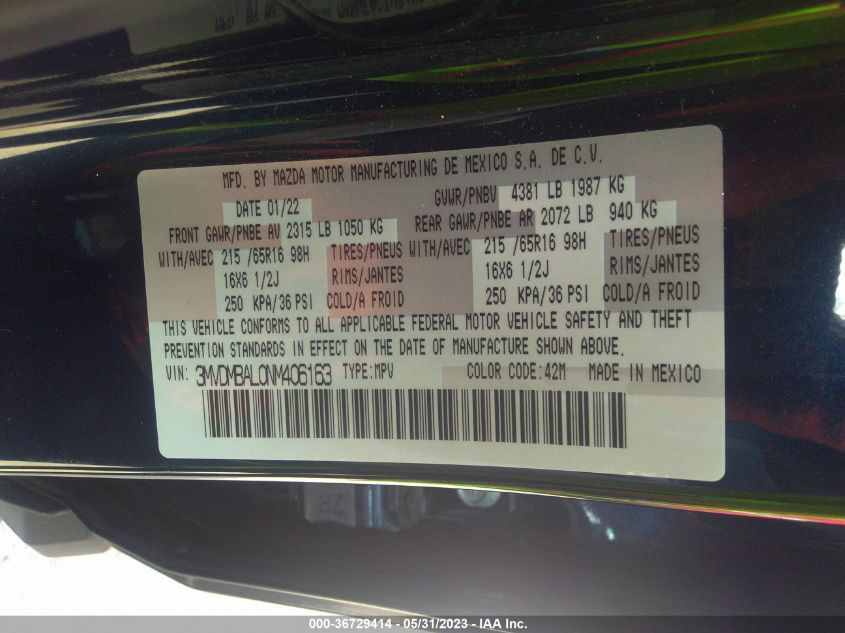 MFD. BY MAZDA MOTOR MANUFACTURING DE MEXICO S.A. DE C.V.
DATE 01/22 GVWR/PNBV 4381 LB 1987 KG
FRONT GAWR/PNBE AV 2315 LB 1050 KG REAR GAWR/PNBE AR 2072 LB 940 KG
WITH/AVEC 215 /65R16 98H TIRES/PNEUS WITH/AVEC 215 /65R16 98H TIRES/PNEUS
16X6 1/2J RIMS/JANTES 16X6 1/2J RIMS/JANTES
250 KPA/36 PSI COLD/A FROID 250 KPA/36 PSI COLD/A FROID
THIS VEHICLE CONFORMS TO ALL APPLICABLE FEDERAL MOTOR VEHICLE SAFETY AND THEFT
PREVENTION STANDARDS IN EFFECT ON THE DATE OF MANUFACTURE SHOWN ABOVE.
VIN: 3MVDMBAL0NM406163 TYPE:MPV COLOR CODE:42M MADE IN MEXICO
000-36729414 - 05/31/2023 - IAA Inc.